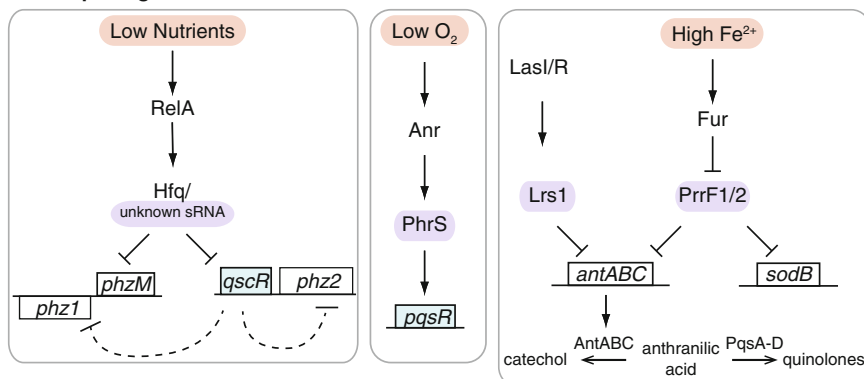 Low Nutrients
RelA
Hfq/
unknown sRNA
phzM
phz1
qscR
phz2
Low O₂
Anr
PhrS
pqsR
High Fe²⁺
LasI/R
Fur
Lrs1
PrrF1/2
antABC
sodB
AntABC
PqsA-D
catechol
anthranilic
acid
quinolones